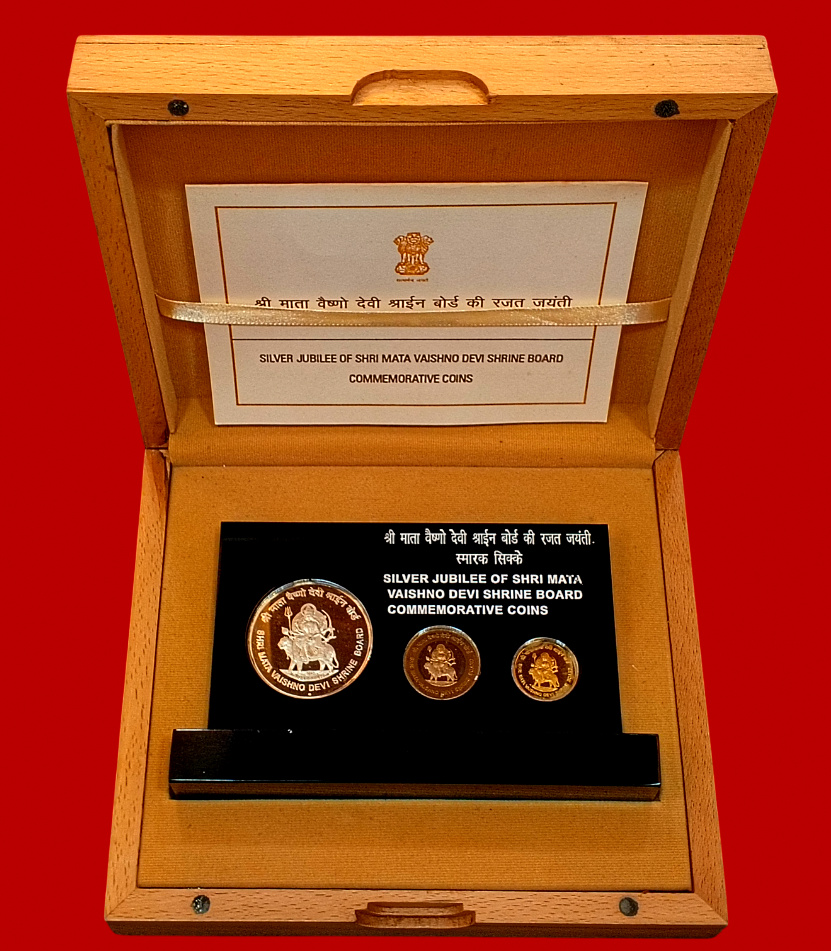 श्री माता वैष्णो देवी श्राईन बोर्ड की रजत जयंती
SILVER JUBILEE OF SHRI MATA VAISHNO DEVI SHRINE BOARD
COMMEMORATIVE COINS
श्री माता वैष्णो देवी श्राईन बोर्ड की रजत जयंती.
स्मारक सिक्के
SILVER JUBILEE OF SHRI MATA
VAISHNO DEVI SHRINE BOARD
COMMEMORATIVE COINS
श्री माता वैष्णो देवी श्राईन बोर्ड
SHRI MATA VAISHNO DEVI SHRINE BOARD